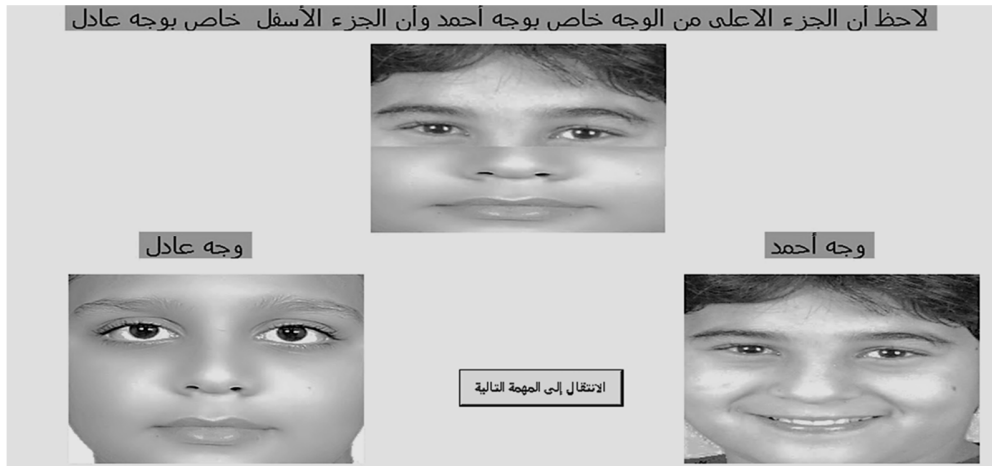 لاحظ أن الجزء الاعلى من الوجه خاص بوجه أحمد وأن الجزء الأسفل خاص بوجه عادل
وجه أحمد
وجه عادل
الانتقال إلى المهمة التالية